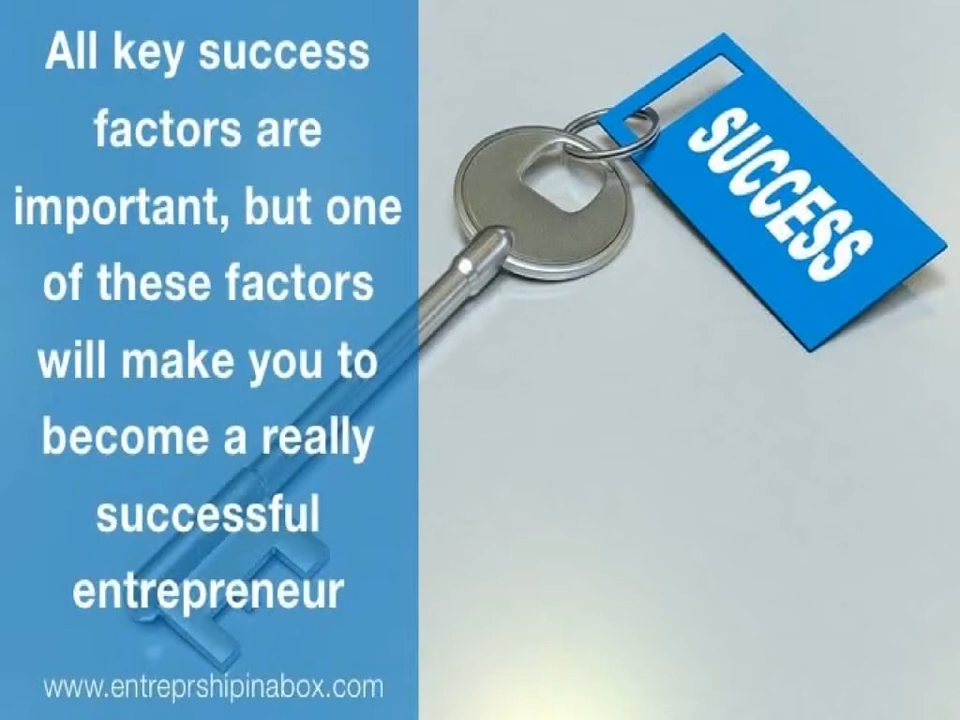 All key success
factors are
important, but one
of these factors
will make you to
become a really
successful
entrepreneur
www.entreprshipinabox.com
SUCCESS